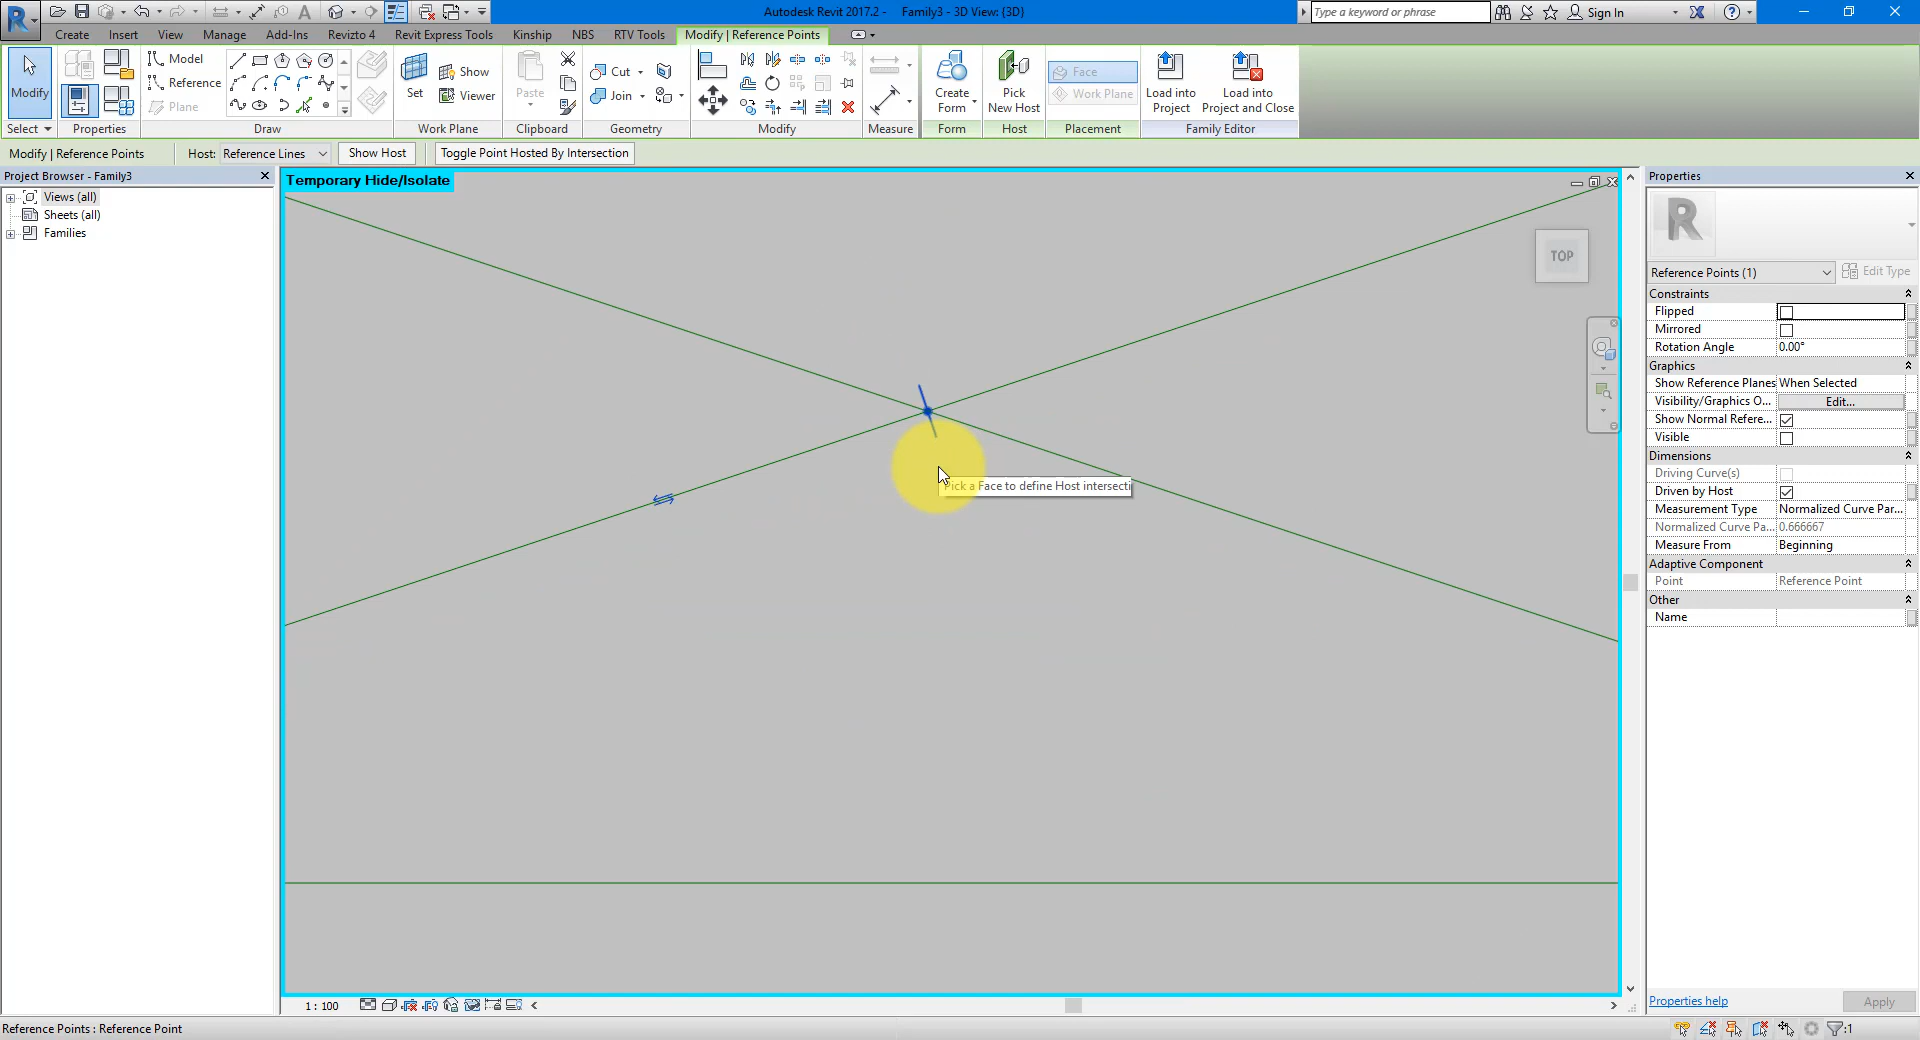 Autodesk Revit 2017.2 -     Family3 - 3D View: {3D}
Type a keyword or phrase
Sign In
Create
Insert
View
Manage
Add-Ins
Revizto 4
Revit Express Tools
Kinship
NBS
RTV Tools
Modify | Reference Points
Modify
Model
Reference
Plane
Set
Show
Viewer
Paste
Cut
Join
Create
Form
Pick
New Host
Face
Work Plane
Load into
Project
Load into
Project and Close
Select
Properties
Draw
Work Plane
Clipboard
Geometry
Modify
Measure
Form
Host
Placement
Family Editor
Modify | Reference Points
Host:
Reference Lines
Show Host
Toggle Point Hosted By Intersection
Project Browser - Family3
Views (all)
Sheets (all)
Families
Temporary Hide/Isolate
TOP
Pick a Face to define Host intersecti
1 : 100
Properties
R
Reference Points (1)
Edit Type
Constraints
Flipped
Mirrored
Rotation Angle
0.00°
Graphics
Show Reference Planes
When Selected
Visibility/Graphics O...
Edit...
Show Normal Refere...
Visible
Dimensions
Driving Curve(s)
Driven by Host
Measurement Type
Normalized Curve Par...
Normalized Curve Pa...
0.666667
Measure From
Beginning
Adaptive Component
Point
Reference Point
Other
Name
Properties help
Apply
Reference Points : Reference Point
:1